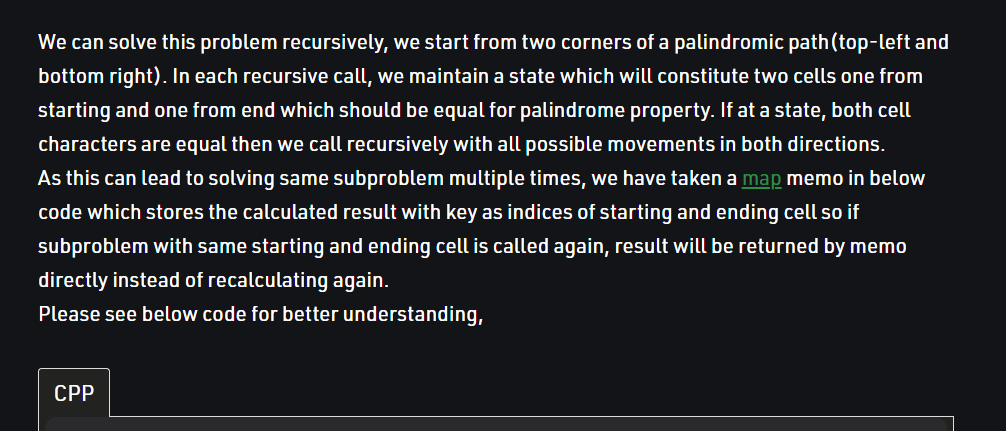 We can solve this problem recursively, we start from two corners of a palindromic path(top-left and
bottom right). In each recursive call, we maintain a state which will constitute two cells one from
starting and one from end which should be equal for palindrome property. If at a state, both cell
characters are equal then we call recursively with all possible movements in both directions.
As this can lead to solving same subproblem multiple times, we have taken a map memo in below
code which stores the calculated result with key as indices of starting and ending cell so if
subproblem with same starting and ending cell is called again, result will be returned by memo
directly instead of recalculating again.
Please see below code for better understanding,
CPP